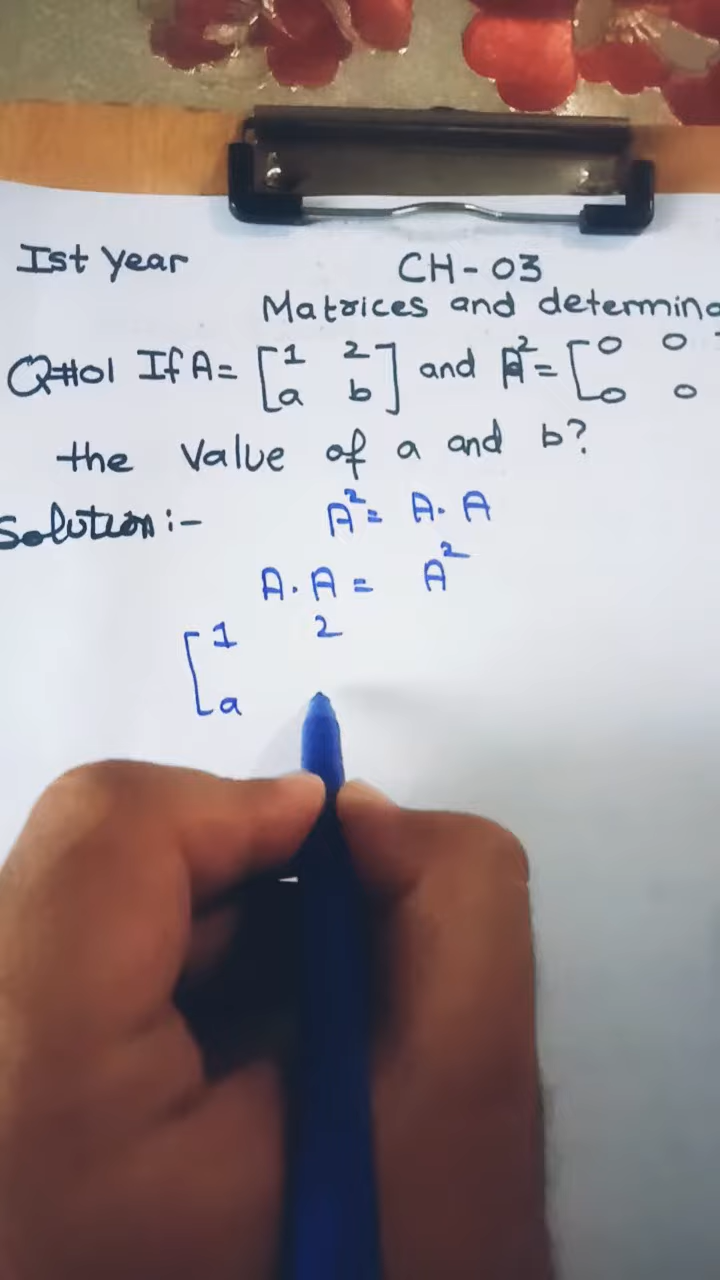 Ist year CH-03
Matrices and determina
Q#01 If A= [1 2 and A²= [0 0
a b] 0 0
the value of a and b?
Solution:-
A²= A. A
A. A = A²
[1 2
a